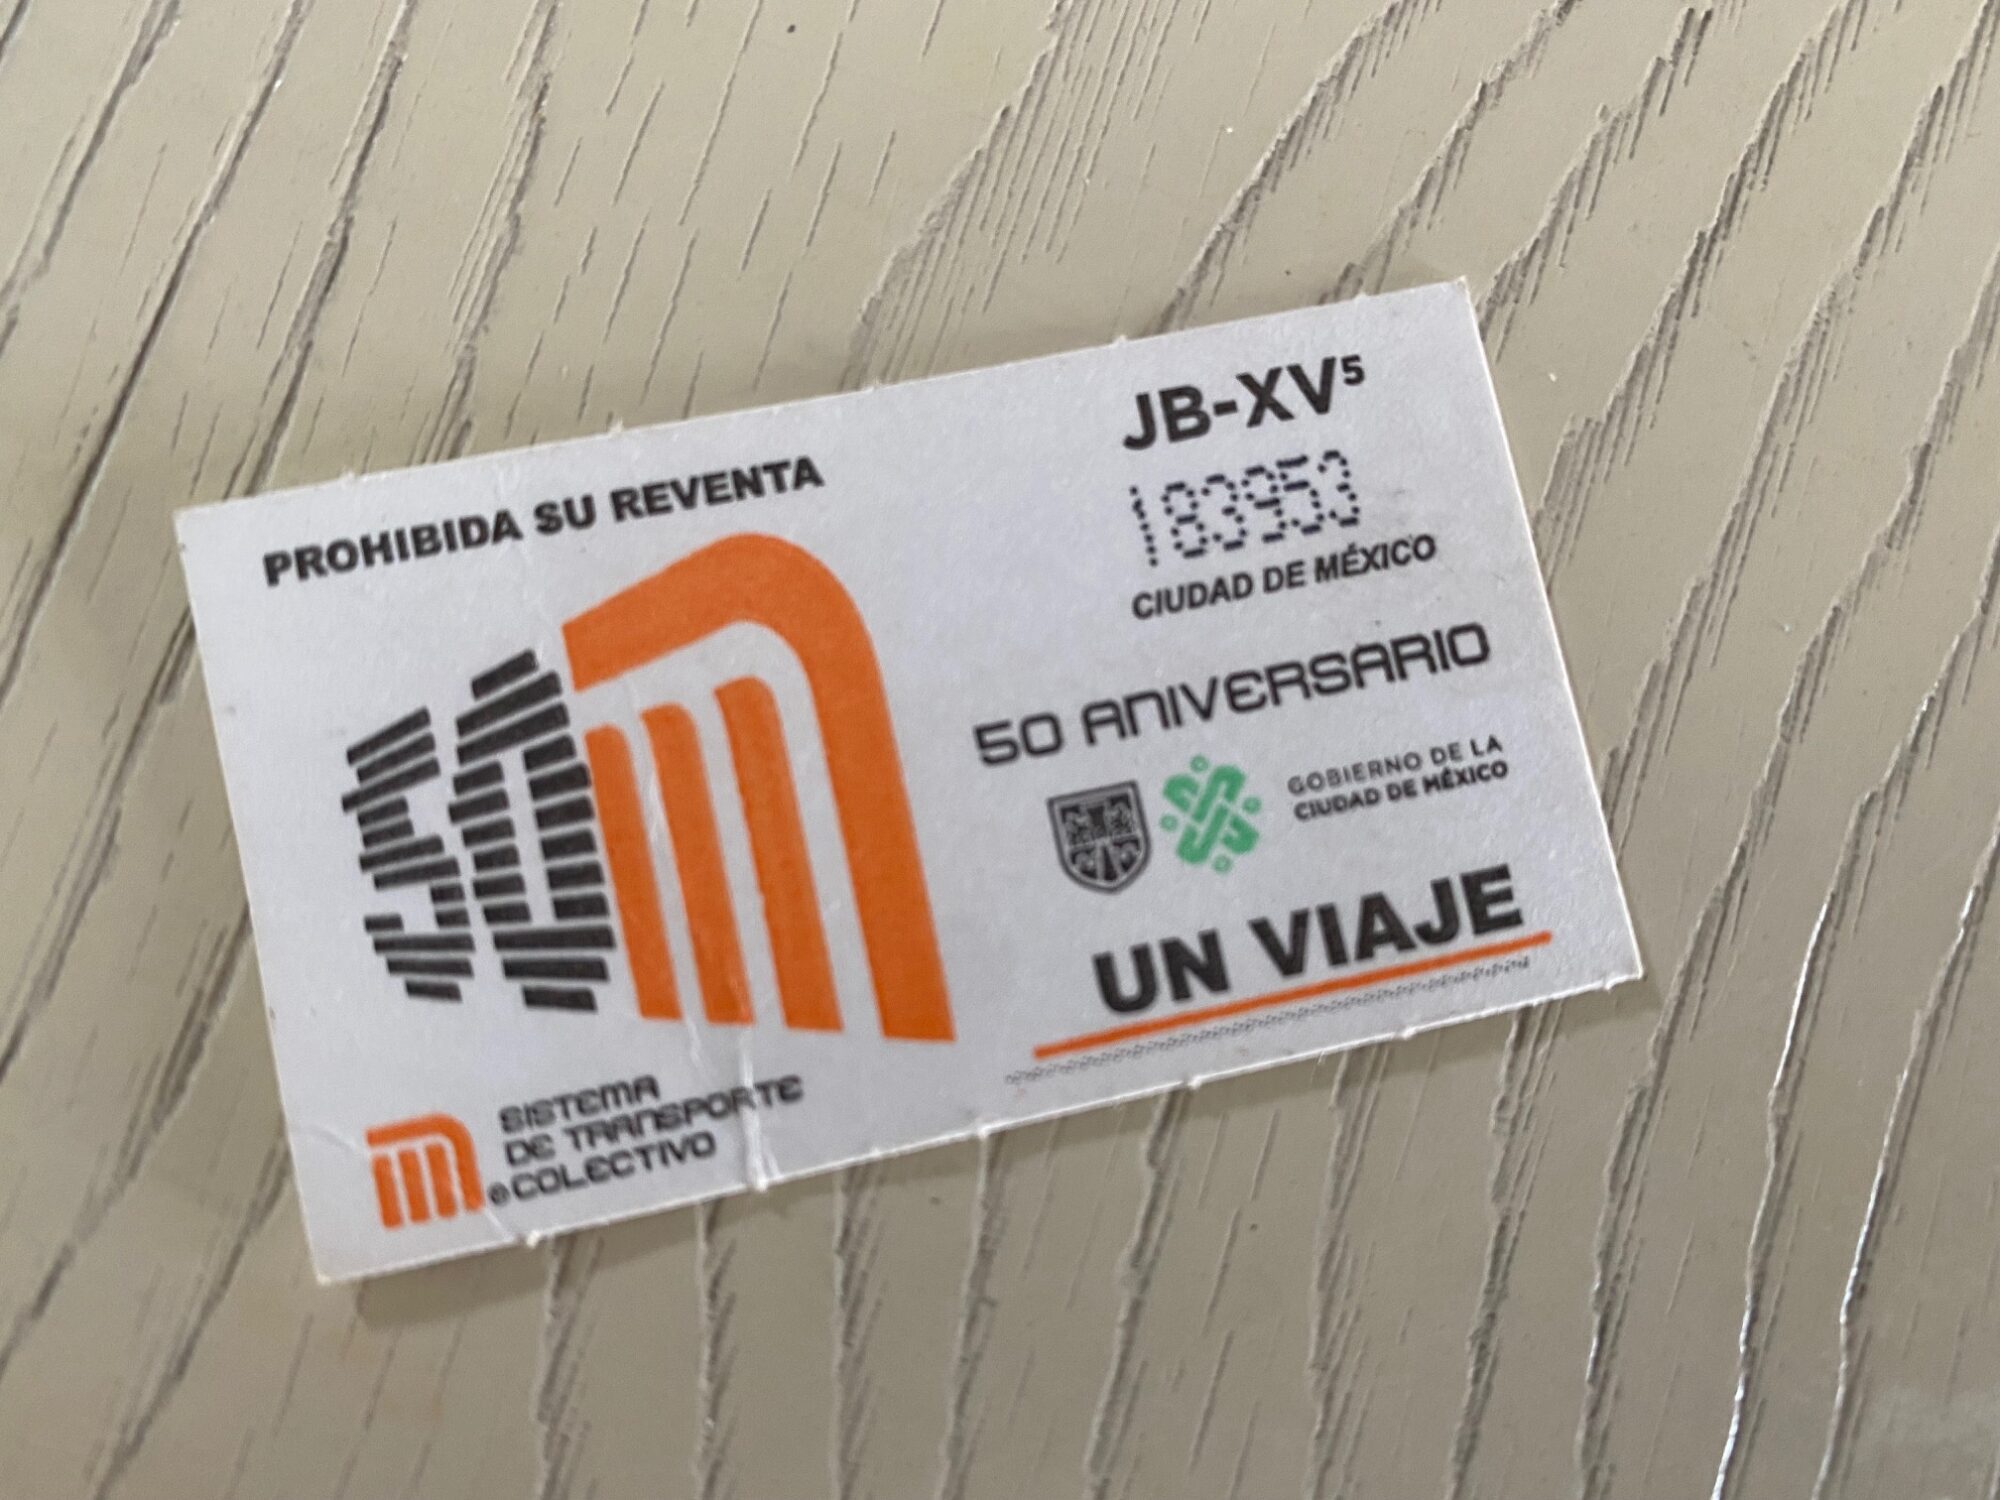 PROHIBIDA SU REVENTA
50
SISTEMA
DE TRANSPORTE
COLECTIVO
JB-XV⁵
183953
CIUDAD DE MÉXICO
50 ANIVERSARIO
GOBIERNO DE LA
CIUDAD DE MÉXICO
UN VIAJE